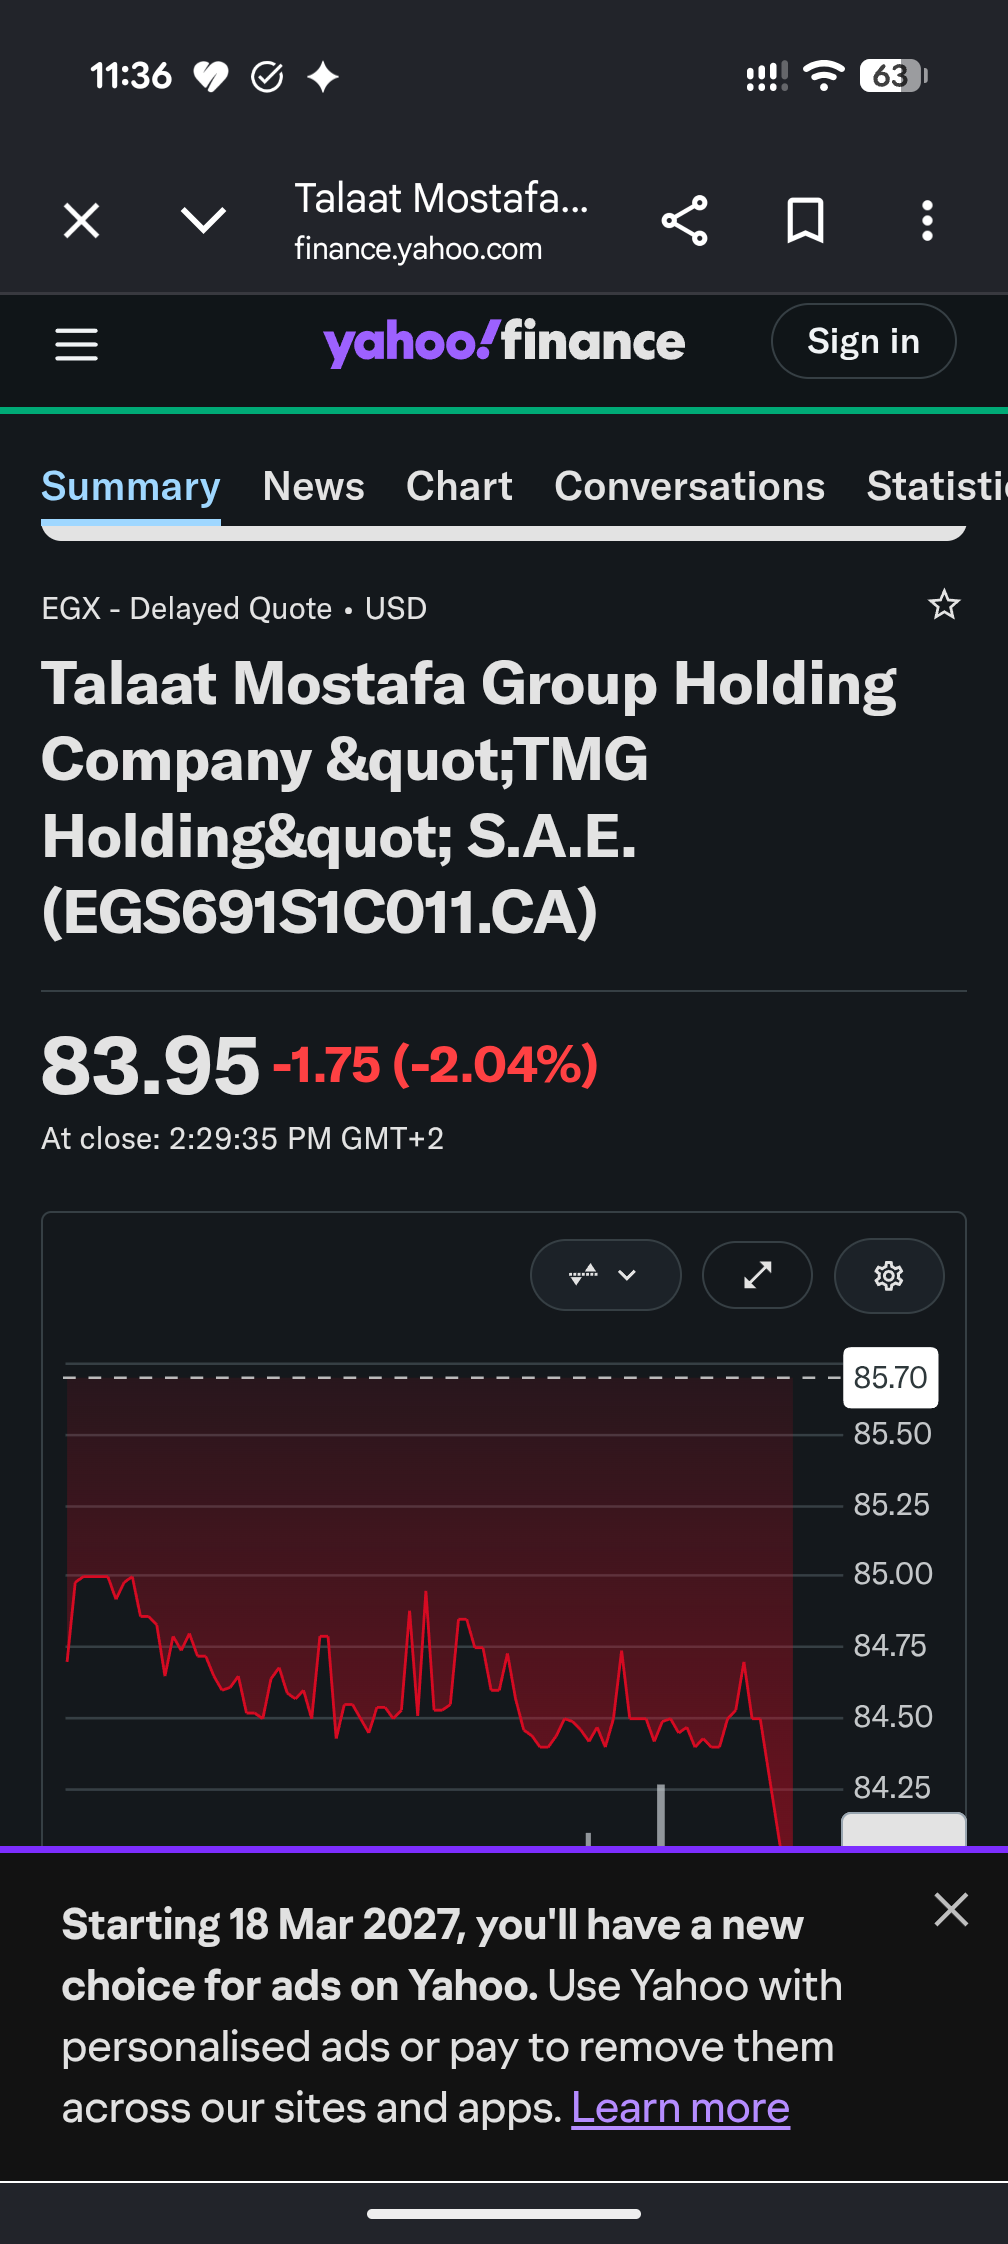 11:36
63
Talaat Mostafa...
finance.yahoo.com
yahoo!finance
Sign in
Summary News Chart Conversations
EGX - Delayed Quote • USD
Talaat Mostafa Group Holding
Company &quot;TMG
Holding&quot; S.A.E.
(EGS691S1C011.CA)
83.95 -1.75 (-2.04%)
At close: 2:29:35 PM GMT+2
85.70
85.50
85.25
85.00
84.75
84.50
84.25
Starting 18 Mar 2027, you'll have a new
choice for ads on Yahoo. Use Yahoo with
personalised ads or pay to remove them
across our sites and apps. Learn more